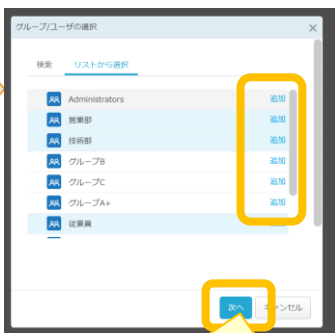 グループ/ユーザの選択
検索 リストから選択
Administrators 追加
営業部 追加
技術部 追加
グループB 追加
グループC 追加
グループA+ 追加
従業員
次へ キャンセル